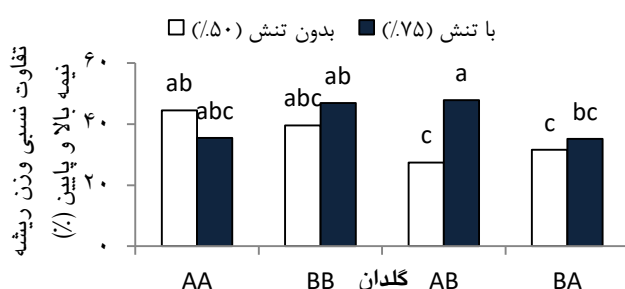 بدون تنش (۵۰٪) با تنش (۷۵٪)
تفاوت نسبی وزن ریشه
نیمه بالا و پایین (٪)
۶۰
۴۰
۲۰
۰
ab abc abc ab c a c bc
AA BB AB BA
گلدان